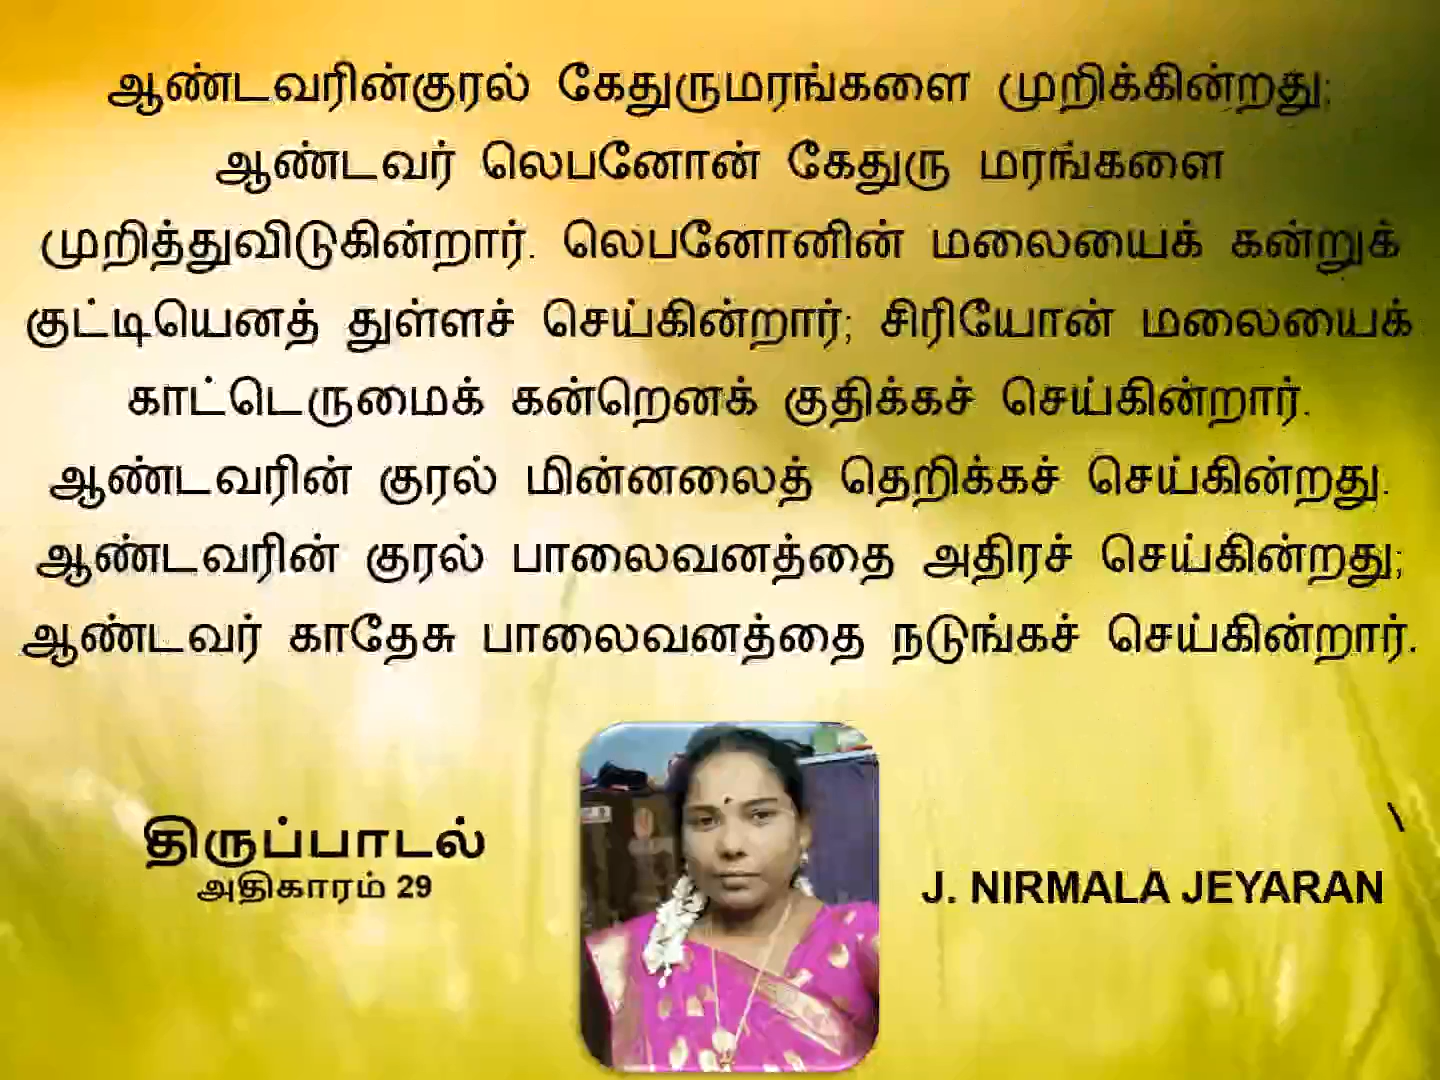 ஆண்டவரின்குரல் கேதுருமரங்களை முறிக்கின்றது;
ஆண்டவர் லெபனோன் கேதுரு மரங்களை
முறித்துவிடுகின்றார். லெபனோனின் மலையைக் கன்றுக்
குட்டியெனத் துள்ளச் செய்கின்றார்; சிரியோன் மலையைக்
காட்டெருமைக் கன்றெனக் குதிக்கச் செய்கின்றார்.
ஆண்டவரின் குரல் மின்னலைத் தெறிக்கச் செய்கின்றது.
ஆண்டவரின் குரல் பாலைவனத்தை அதிரச் செய்கின்றது;
ஆண்டவர் காதேசு பாலைவனத்தை நடுங்கச் செய்கின்றார்.
திருப்பாடல்
அதிகாரம் 29
\
J. NIRMALA JEYARAN